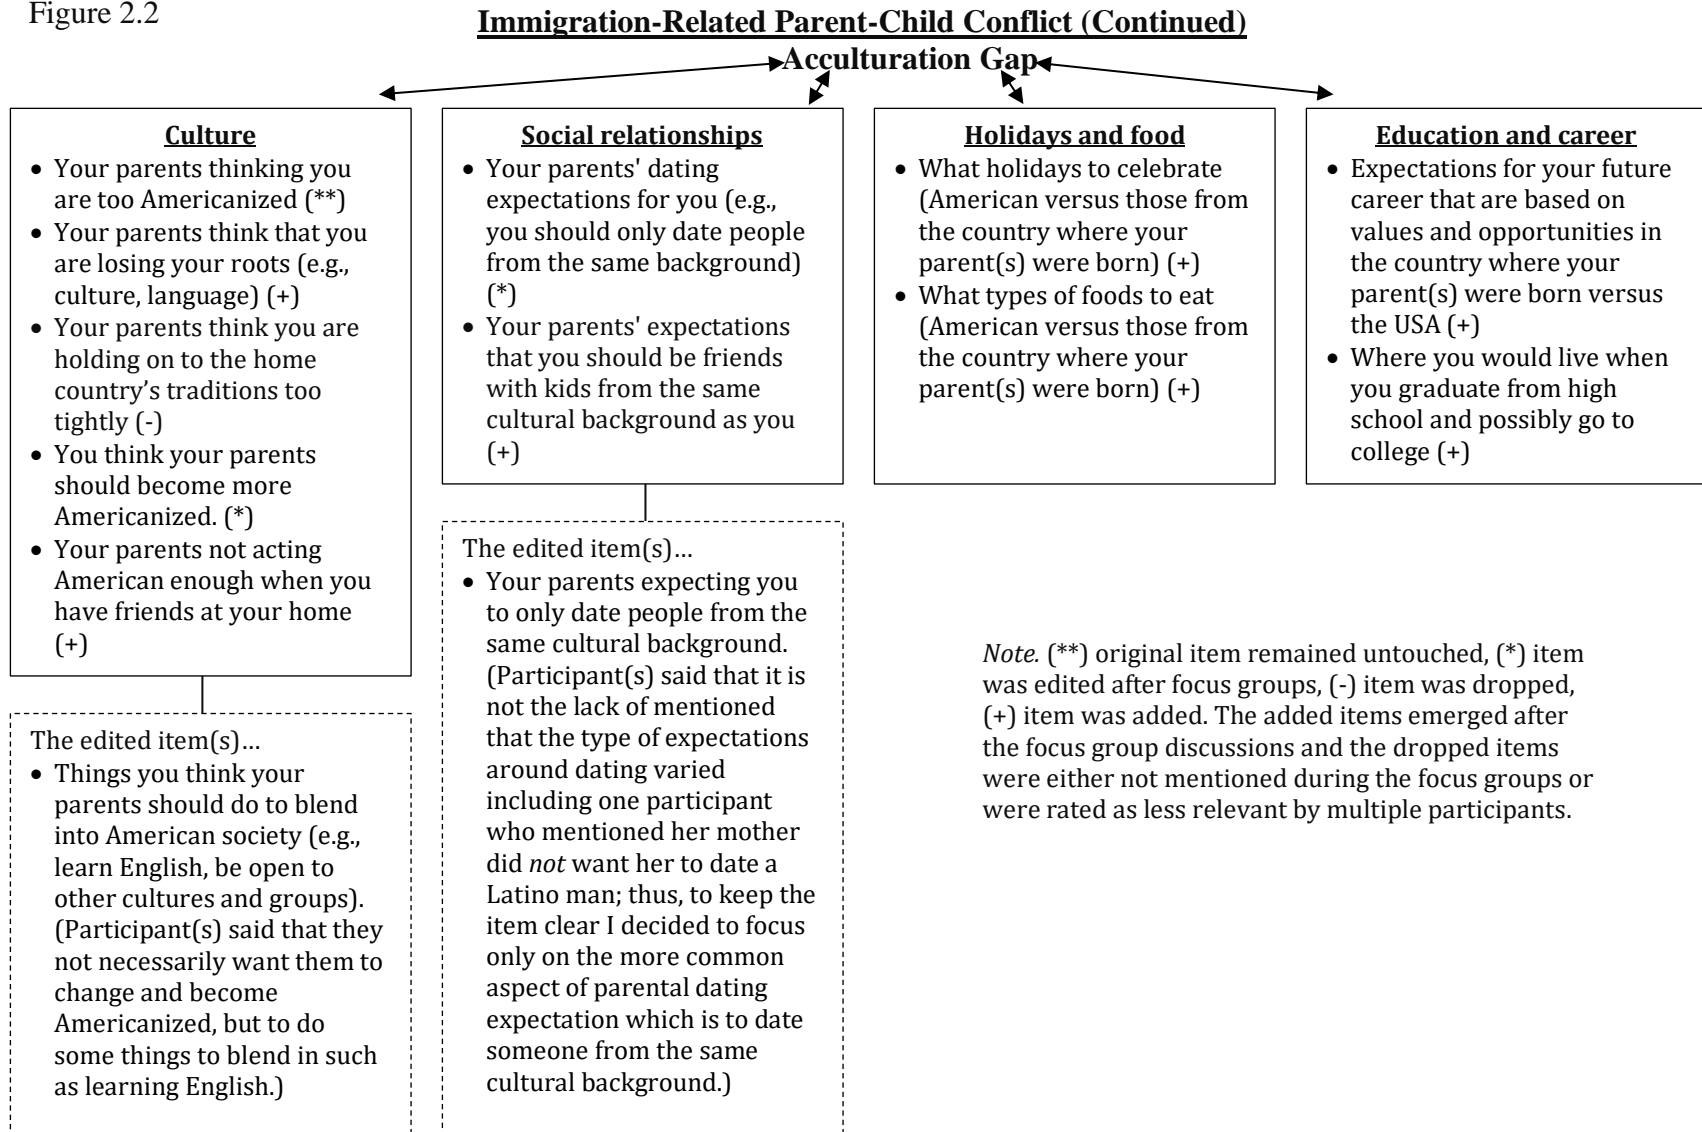 Figure 2.2
Immigration-Related Parent-Child Conflict (Continued)
Acculturation Gap
Culture
• Your parents thinking you
are too Americanized (**)
• Your parents think that you
are losing your roots (e.g.,
culture, language) (+)
• Your parents think you are
holding on to the home
country’s traditions too
tightly (-)
• You think your parents
should become more
Americanized. (*)
• Your parents not acting
American enough when you
have friends at your home
(+)
The edited item(s)…
• Things you think your
parents should do to blend
into American society (e.g.,
learn English, be open to
other cultures and groups).
(Participant(s) said that they
not necessarily want them to
change and become
Americanized, but to do
some things to blend in such
as learning English.)
Social relationships
• Your parents' dating
expectations for you (e.g.,
you should only date people
from the same background)
(*)
• Your parents' expectations
that you should be friends
with kids from the same
cultural background as you
(+)
The edited item(s)…
• Your parents expecting you
to only date people from the
same cultural background.
(Participant(s) said that it is
not the lack of mentioned
that the type of expectations
around dating varied
including one participant
who mentioned her mother
did not want her to date a
Latino man; thus, to keep the
item clear I decided to focus
only on the more common
aspect of parental dating
expectation which is to date
someone from the same
cultural background.)
Holidays and food
• What holidays to celebrate
(American versus those from
the country where your
parent(s) were born) (+)
• What types of foods to eat
(American versus those from
the country where your
parent(s) were born) (+)
Education and career
• Expectations for your future
career that are based on
values and opportunities in
the country where your
parent(s) were born versus
the USA (+)
• Where you would live when
you graduate from high
school and possibly go to
college (+)
Note. (**) original item remained untouched, (*) item
was edited after focus groups, (-) item was dropped,
(+) item was added. The added items emerged after
the focus group discussions and the dropped items
were either not mentioned during the focus groups or
were rated as less relevant by multiple participants.